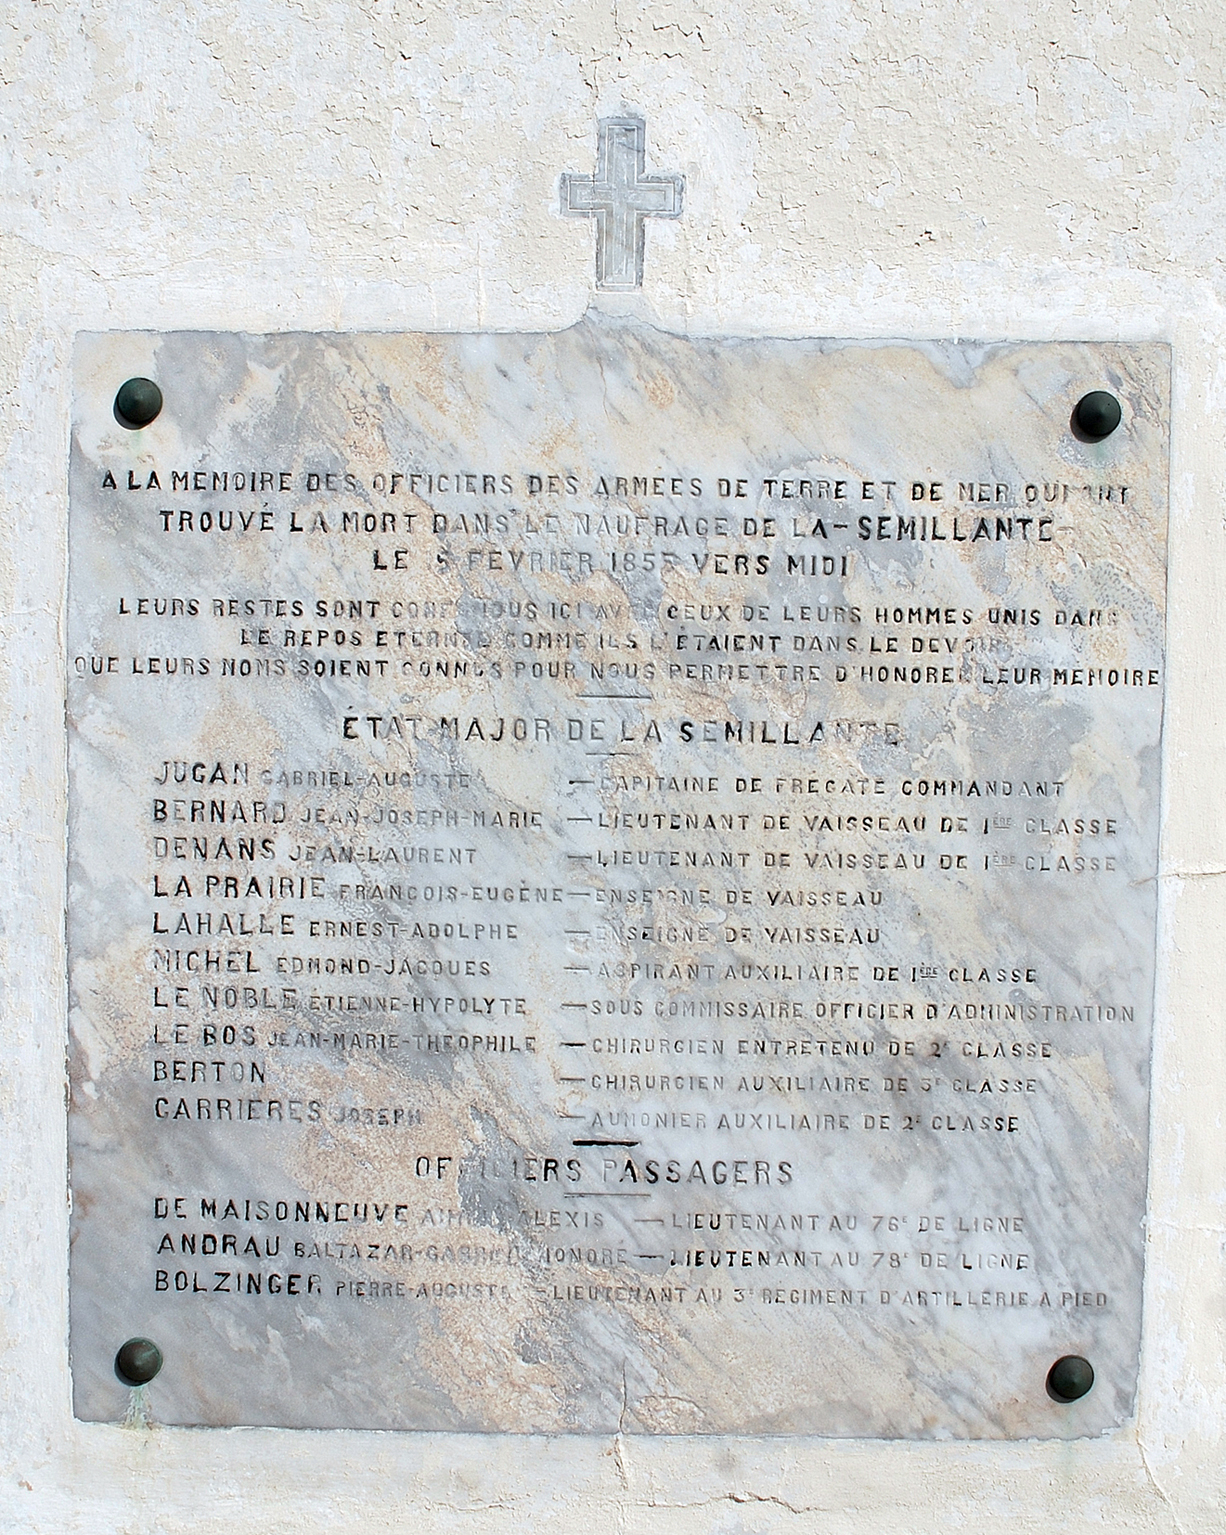 A LA MEMOIRE DES OFFICIERS DES ARMEES DE TERRE ET DE MER QUI ONT
TROUVÉ LA MORT DANS LE NAUFRAGE DE LA-SEMILLANTE-
LE FEVRIER 1855 VERS MIDI
LEURS RESTES SONT CONFONDUS ICI AVEC CEUX DE LEURS HOMMES UNIS DANS
LE REPOS ETERNEL COMME ILS L'ÉTAIENT DANS LE DEVOIR
QUE LEURS NOMS SOIENT CONNUS POUR NOUS PERMETTRE D'HONORER LEUR MEMOIRE
ÉTAT-MAJOR DE LA SEMILLANTE
JUGAN GABRIEL-AUGUSTE — CAPITAINE DE FREGATE COMMANDANT
BERNARD JEAN-JOSEPH-MARIE — LIEUTENANT DE VAISSEAU DE 1ÈRE CLASSE
DENANS JEAN-LAURENT — LIEUTENANT DE VAISSEAU DE 1ÈRE CLASSE
LA PRAIRIE FRANCOIS-EUGÈNE — ENSEIGNE DE VAISSEAU
LAHALLE ERNEST-ADOLPHE — ENSEIGNE DE VAISSEAU
MICHEL EDMOND-JACQUES — ASPIRANT AUXILIAIRE DE 1ÈRE CLASSE
LE NOBLE ÉTIENNE-HYPOLYTE — SOUS COMMISSAIRE OFFICIER D'ADMINISTRATION
LE BOS JEAN-MARIE-THEOPHILE — CHIRURGIEN ENTRETENU DE 2E CLASSE
BERTON — CHIRURGIEN AUXILIAIRE DE 3E CLASSE
CARRIERES JOSEPH — AUMONIER AUXILIAIRE DE 2E CLASSE
OFFICIERS PASSAGERS
DE MAISONNEUVE ALEXIS — LIEUTENANT AU 76E DE LIGNE
ANDRAU BALTAZAR-GABRIEL HONORÉ — LIEUTENANT AU 78E DE LIGNE
BOLZINGER PIERRE-AUGUSTE — LIEUTENANT AU 3E REGIMENT D'ARTILLERIE A PIED